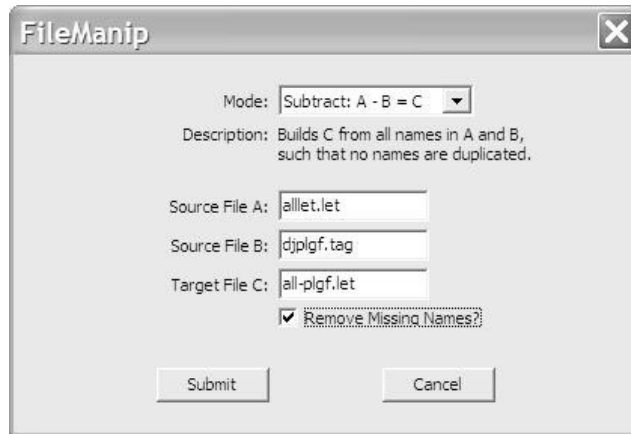 FileManip
Mode: Subtract: A - B = C
Description: Builds C from all names in A and B,
such that no names are duplicated.
Source File A: alllet.let
Source File B: djplgf.tag
Target File C: all-plgf.let
Remove Missing Names?
Submit Cancel